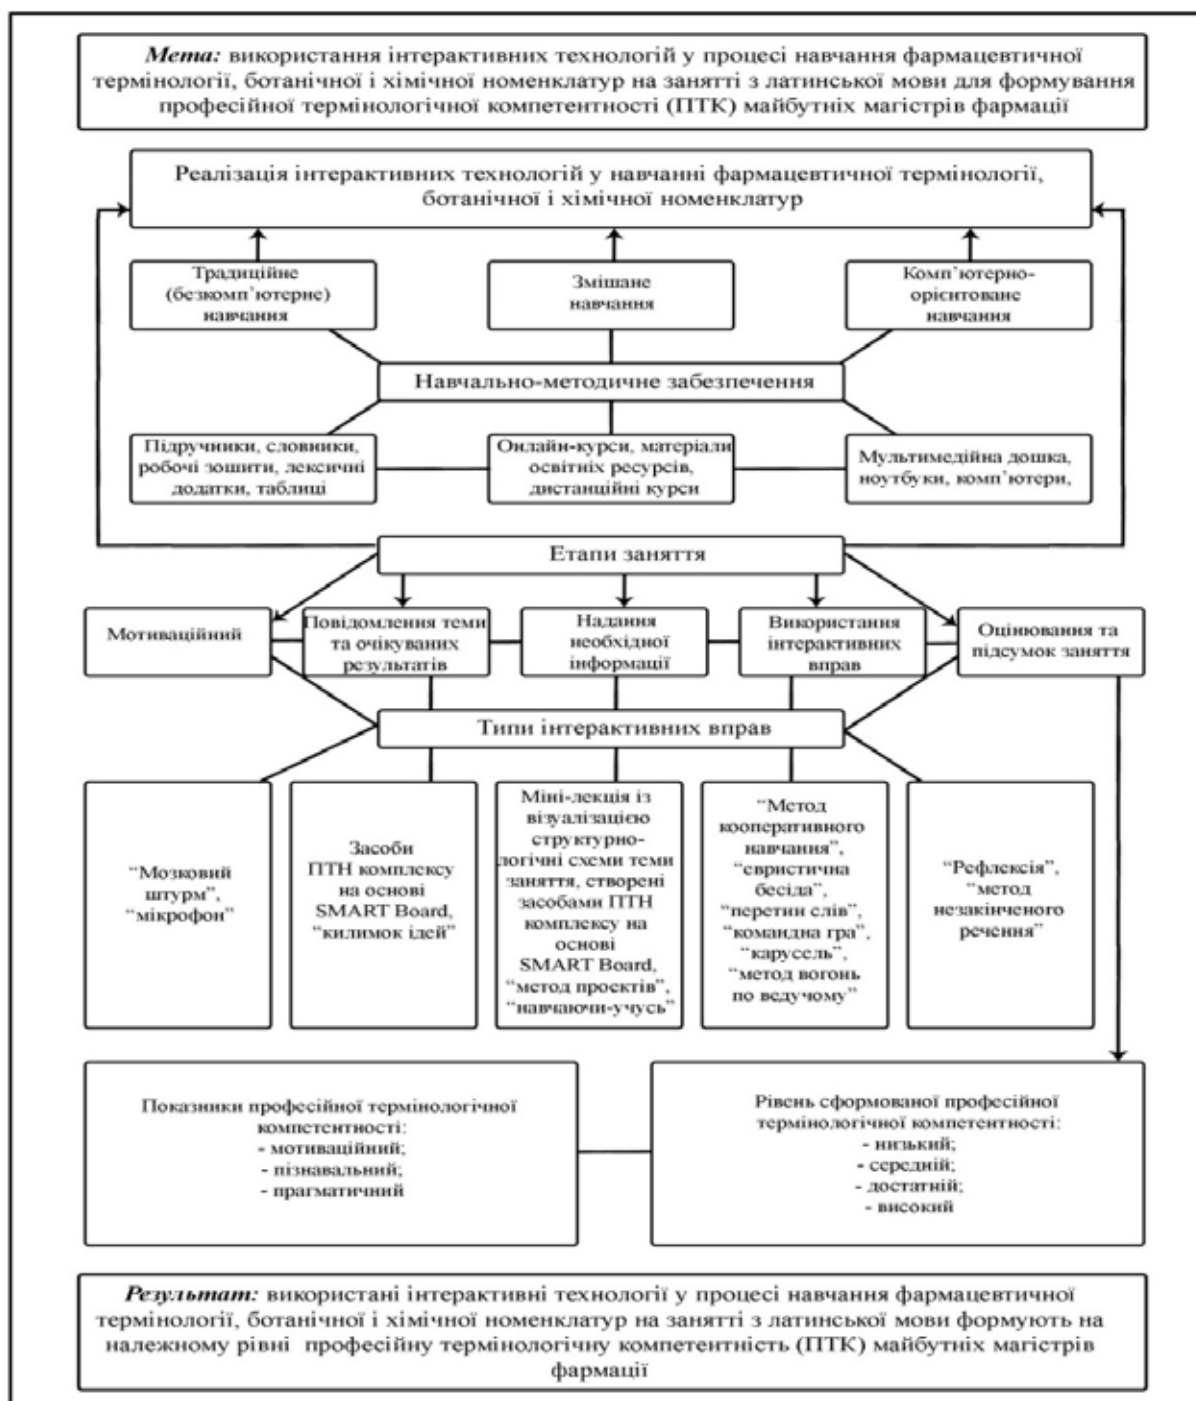 Мета: використання інтерактивних технологій у процесі навчання фармацевтичної
термінології, ботанічної і хімічної номенклатур на занятті з латинської мови для формування
професійної термінологічної компетентності (ПТК) майбутніх магістрів фармації
Реалізація інтерактивних технологій у навчанні фармацевтичної термінології,
ботанічної і хімічної номенклатур
Традиційне
(безкомп’ютерне)
навчання
Змішане
навчання
Комп’ютерно-
орієнтоване
навчання
Навчально-методичне забезпечення
Підручники, словники,
робочі зошити, лексичні
додатки, таблиці
Онлайн-курси, матеріали
освітніх ресурсів,
дистанційні курси
Мультимедійна дошка,
ноутбуки, комп’ютери,
Етапи заняття
Мотиваційний
Повідомлення теми
та очікуваних
результатів
Надання
необхідної
інформації
Використання
інтерактивних
вправ
Оцінювання та
підсумок заняття
Типи інтерактивних вправ
“Мозковий
штурм”,
“мікрофон”
Засоби
ПТН комплексу
на основі
SMART Board,
“килимок ідей”
Міні-лекція із
візуалізацією
структурно-
логічні схеми теми
заняття, створені
засобами ПТН
комплексу на
основі
SMART Board,
“метод проектів”,
“навчаючи-учусь”
“Метод
кооперативного
навчання”,
“евристична
бесіда”,
“перетин слів”,
“командна гра”,
“карусель”,
“метод вогонь
по ведучому”
“Рефлексія”,
“метод
незакінченого
речення”
Показники професійної термінологічної
компетентності:
- мотиваційний;
- пізнавальний;
- прагматичний
Рівень сформованої професійної
термінологічної компетентності:
- низький;
- середній;
- достатній;
- високий
Результат: використані інтерактивні технології у процесі навчання фармацевтичної
термінології, ботанічної і хімічної номенклатур на занятті з латинської мови формують на
належному рівні професійну термінологічну компетентність (ПТК) майбутніх магістрів
фармації